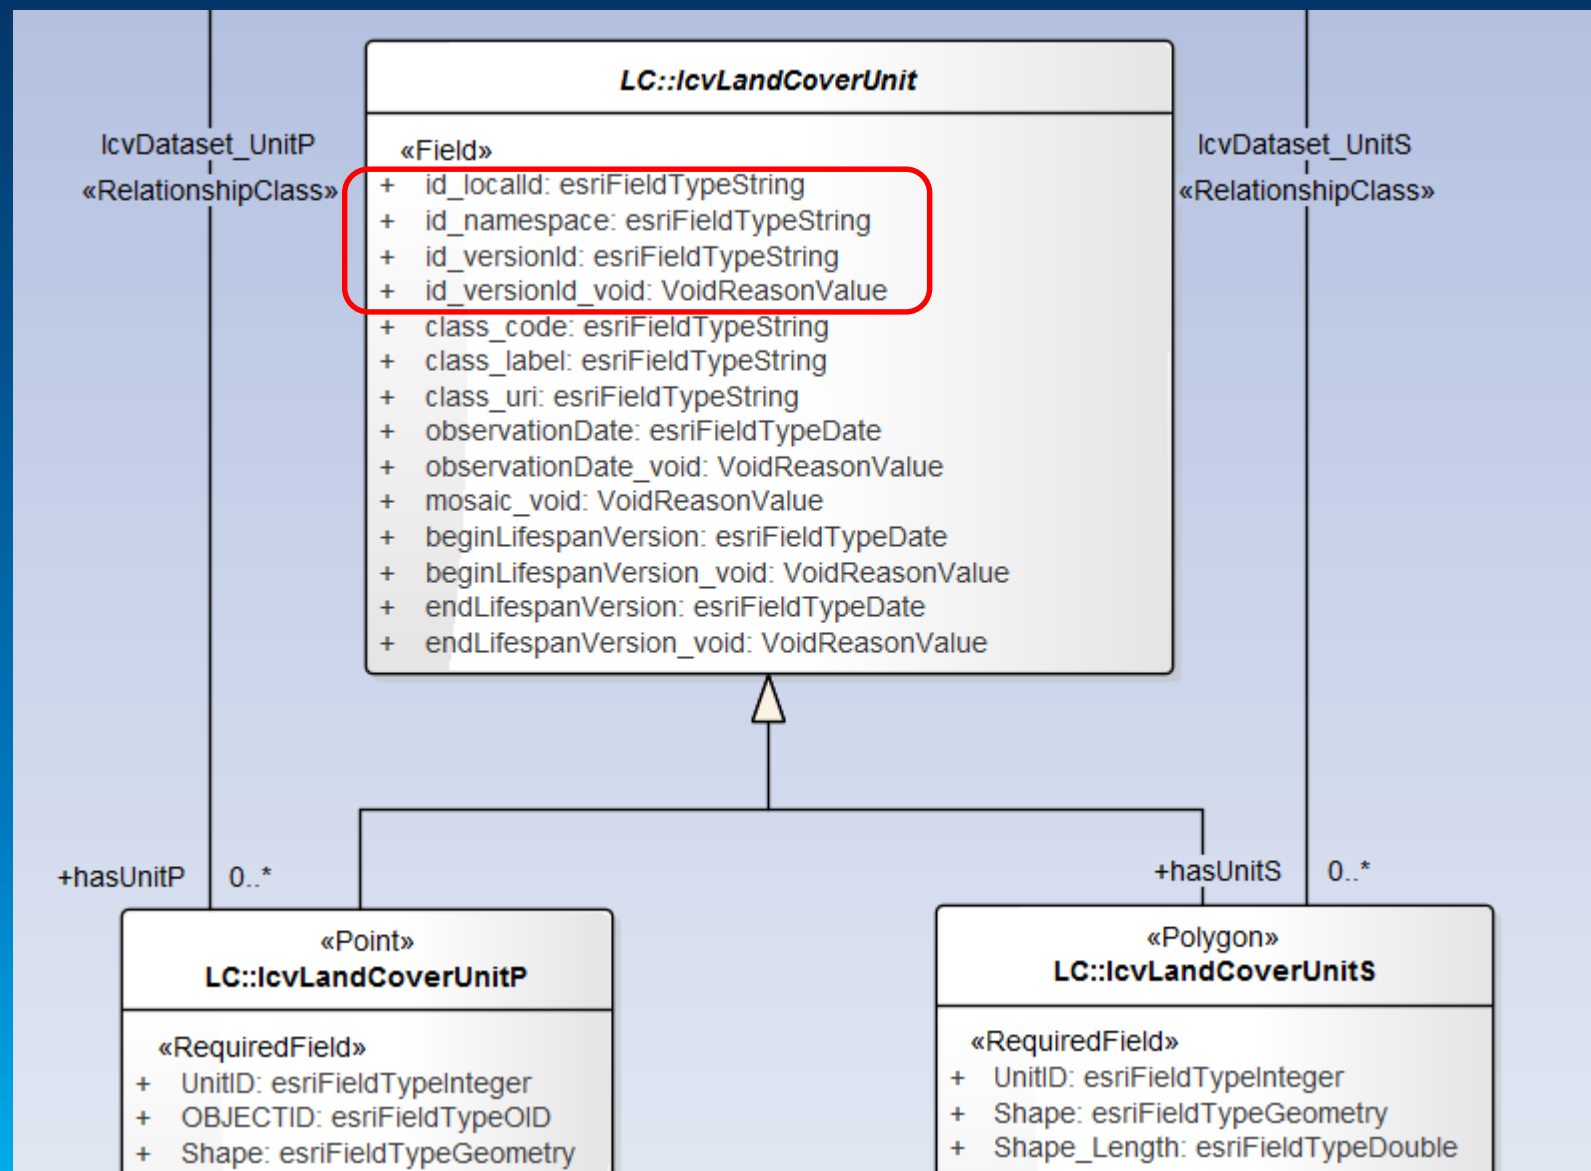 LC::lcvLandCoverUnit
lcvDataset_UnitP
«RelationshipClass»
lcvDataset_UnitS
«RelationshipClass»
«Field»
+ id_localId: esriFieldTypeString
+ id_namespace: esriFieldTypeString
+ id_versionId: esriFieldTypeString
+ id_versionId_void: VoidReasonValue
+ class_code: esriFieldTypeString
+ class_label: esriFieldTypeString
+ class_uri: esriFieldTypeString
+ observationDate: esriFieldTypeDate
+ observationDate_void: VoidReasonValue
+ mosaic_void: VoidReasonValue
+ beginLifespanVersion: esriFieldTypeDate
+ beginLifespanVersion_void: VoidReasonValue
+ endLifespanVersion: esriFieldTypeDate
+ endLifespanVersion_void: VoidReasonValue
+hasUnitP 0..*
+hasUnitS 0..*
«Point»
LC::lcvLandCoverUnitP
«RequiredField»
+ UnitID: esriFieldTypeInteger
+ OBJECTID: esriFieldTypeOID
+ Shape: esriFieldTypeGeometry
«Polygon»
LC::lcvLandCoverUnitS
«RequiredField»
+ UnitID: esriFieldTypeInteger
+ Shape: esriFieldTypeGeometry
+ Shape_Length: esriFieldTypeDouble